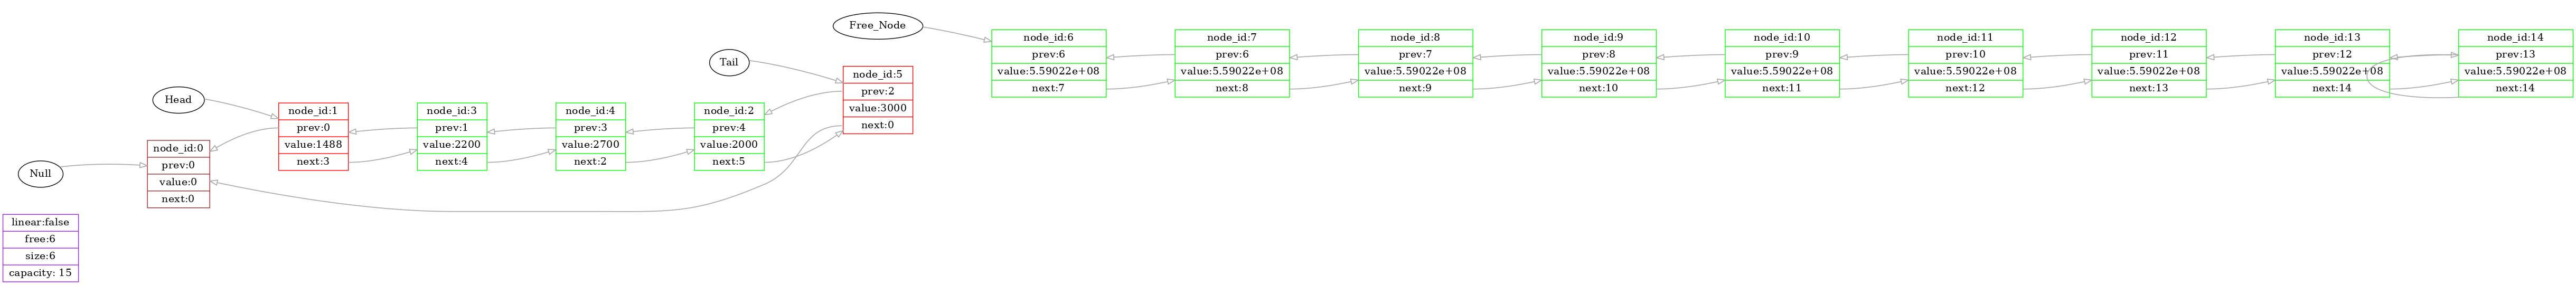 Free_Node
node_id:6
prev:6
value:5.59022e+08
next:7
node_id:7
prev:6
value:5.59022e+08
next:8
node_id:8
prev:7
value:5.59022e+08
next:9
node_id:9
prev:8
value:5.59022e+08
next:10
node_id:10
prev:9
value:5.59022e+08
next:11
node_id:11
prev:10
value:5.59022e+08
next:12
node_id:12
prev:11
value:5.59022e+08
next:13
node_id:13
prev:12
value:5.59022e+08
next:14
node_id:14
prev:13
value:5.59022e+08
next:14
Tail
node_id:5
prev:2
value:3000
next:0
Head
node_id:1
prev:0
value:1488
next:3
node_id:3
prev:1
value:2200
next:4
node_id:4
prev:3
value:2700
next:2
node_id:2
prev:4
value:2000
next:5
Null
node_id:0
prev:0
value:0
next:0
linear:false
free:6
size:6
capacity: 15